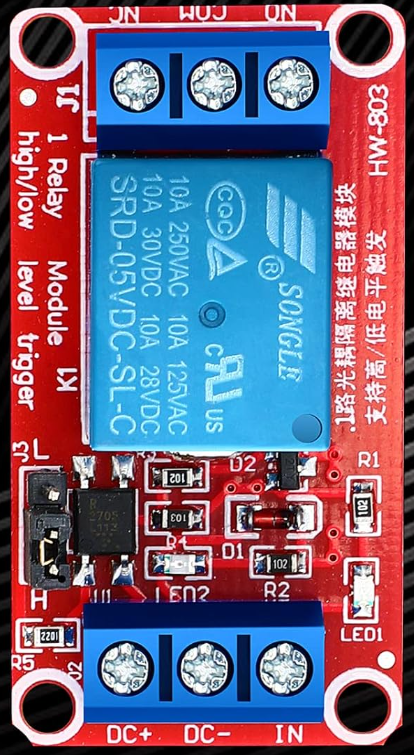 NC COM NO
J1
HW-803
1 Relay Module
high/low level trigger
K1
1路光耦隔离继电器模块
支持高/低电平触发
SONGLE
®
CQC
C US
10A 250VAC 10A 125VAC
10A 30VDC 10A 28VDC
SRD-05VDC-SL-C
J3
L
H
R3
102
D2
R1
201
103
R4
D1
102
R2
LED2
LED1
U1
2201
R5
DC+ DC- IN